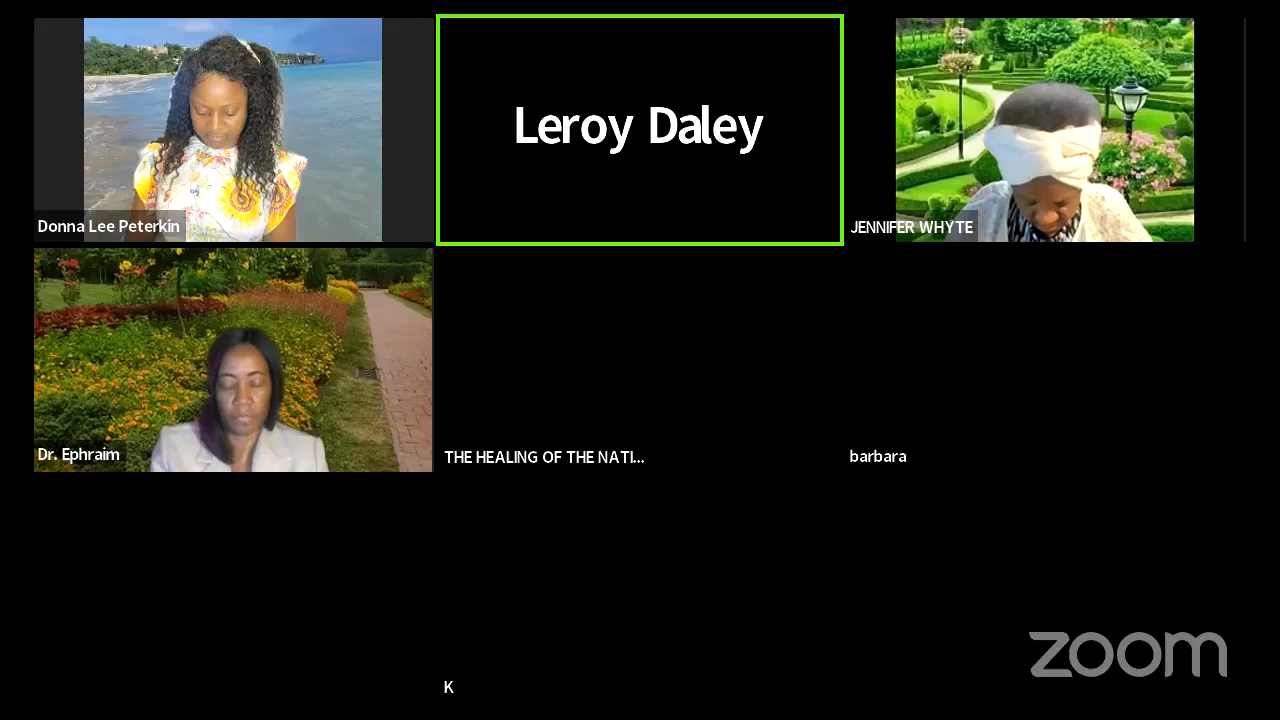 Leroy Daley
Donna Lee Peterkin
JENNIFER WHYTE
Dr. Ephraim
THE HEALING OF THE NATI...
barbara
zoom
K